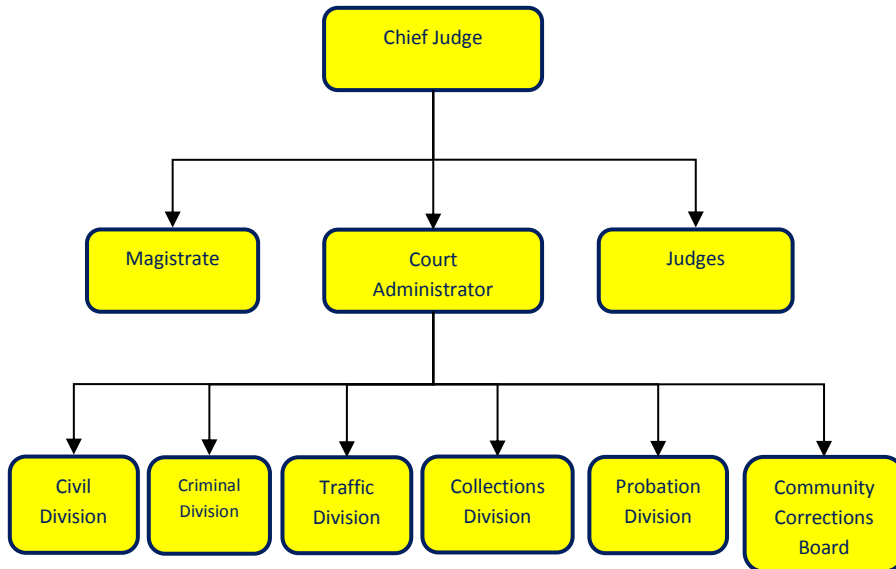 Chief Judge
Magistrate
Court
Administrator
Judges
Civil
Division
Criminal
Division
Traffic
Division
Collections
Division
Probation
Division
Community
Corrections
Board